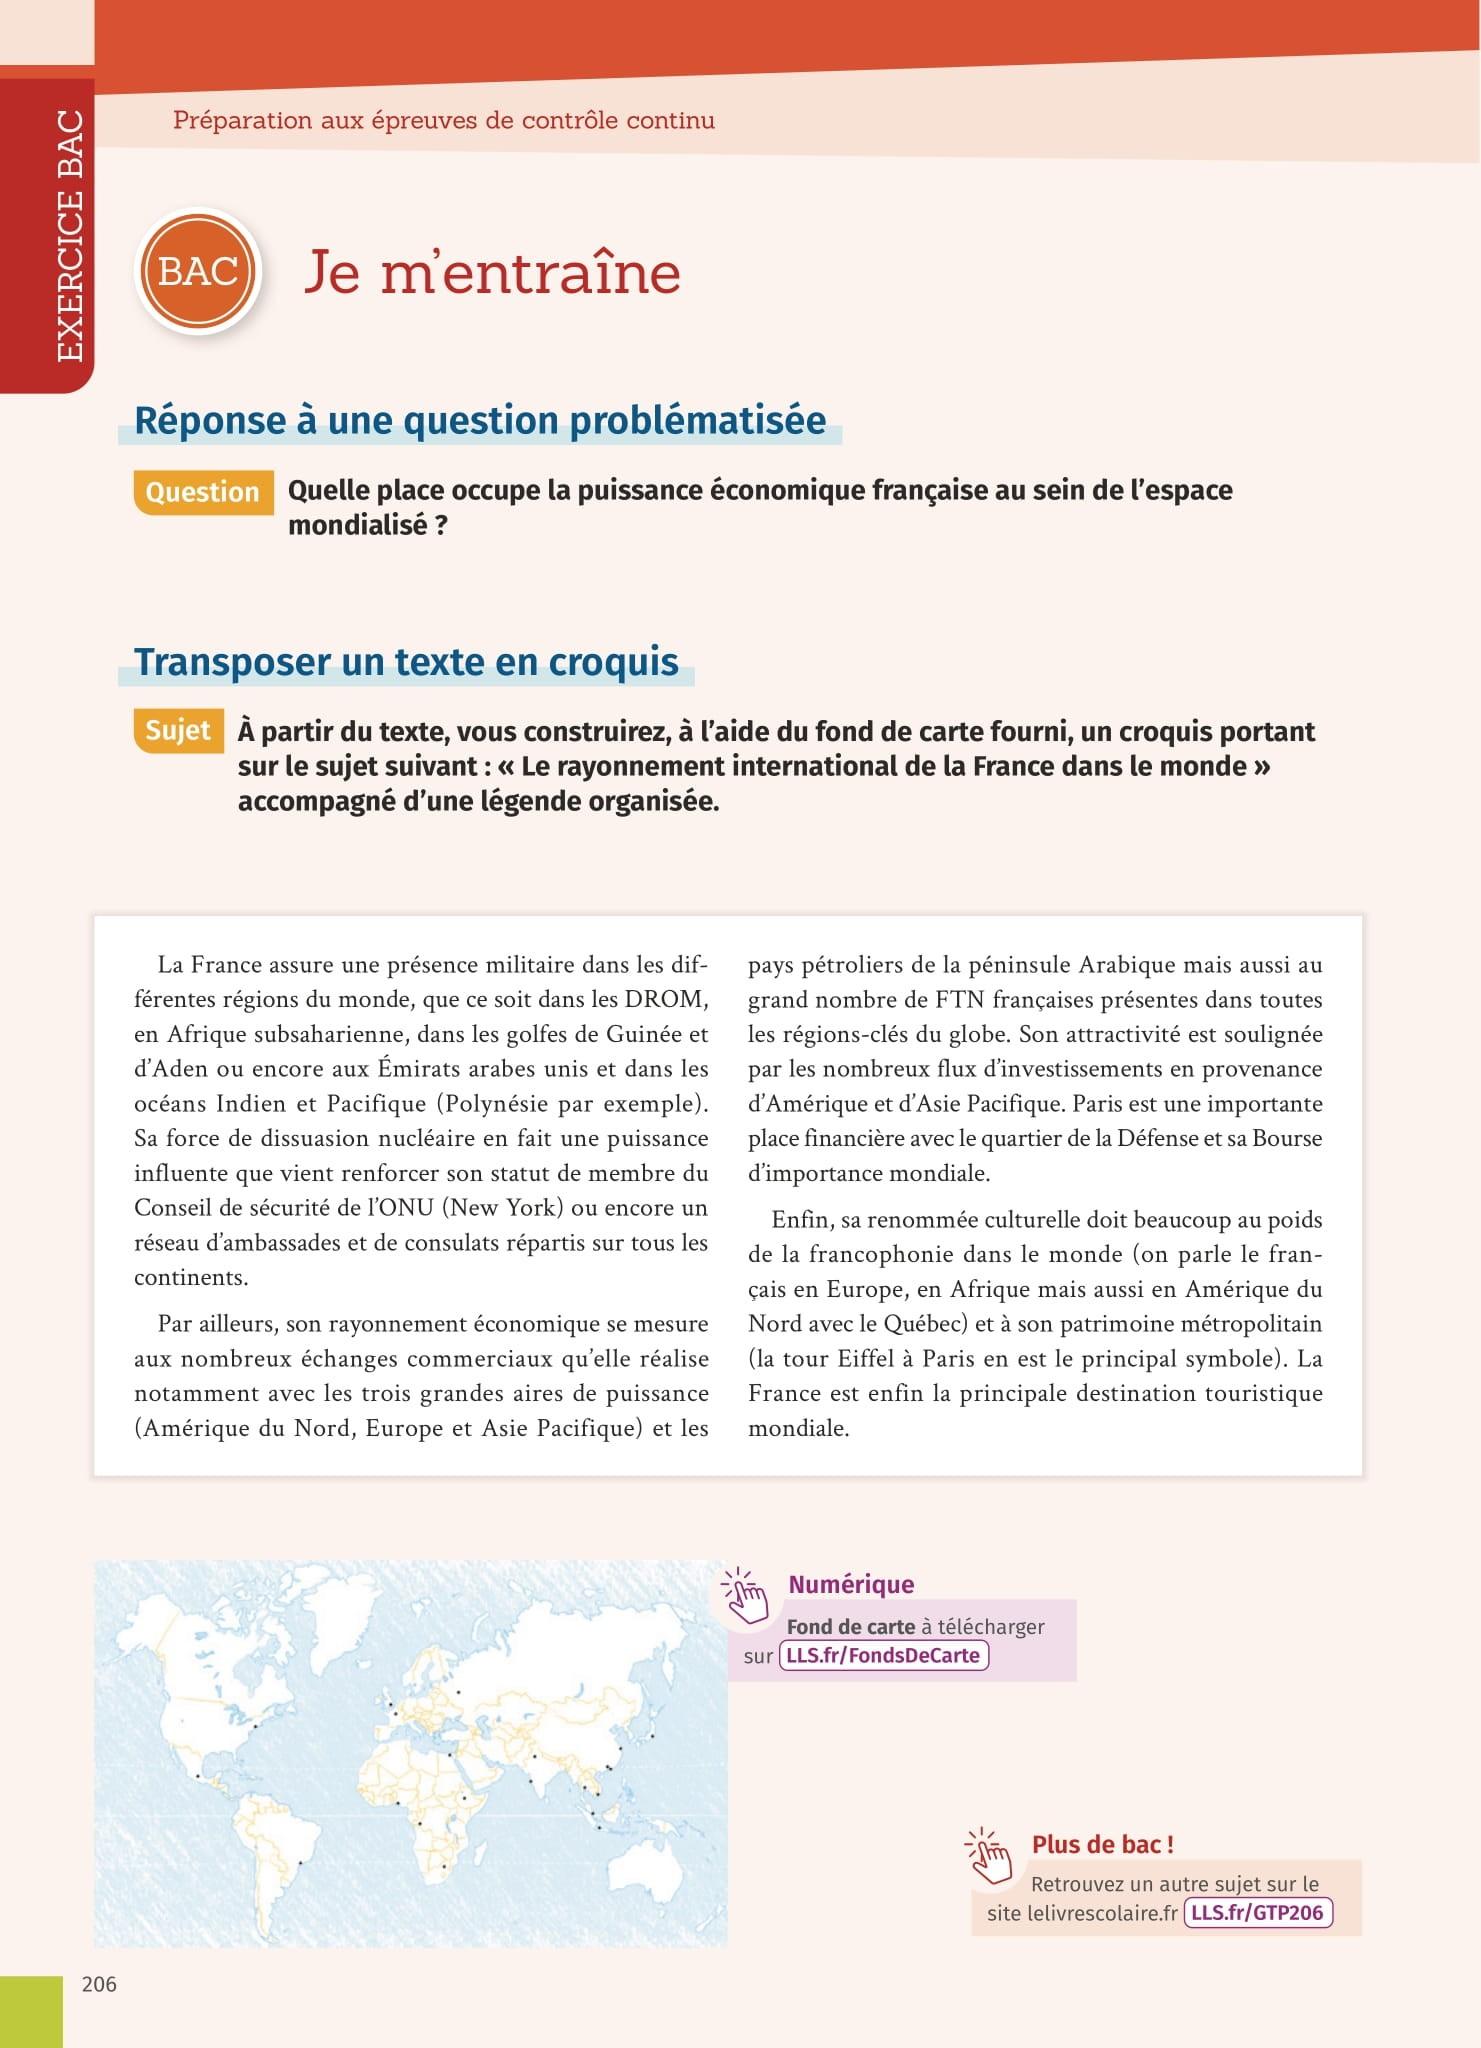 Préparation aux épreuves de contrôle continu
EXERCICE BAC
BAC
Je m'entraîne
Réponse à une question problématisée
Question
Quelle place occupe la puissance économique française au sein de l'espace
mondialisé ?
Transposer un texte en croquis
Sujet
À partir du texte, vous construirez, à l'aide du fond de carte fourni, un croquis portant
sur le sujet suivant : « Le rayonnement international de la France dans le monde »
accompagné d'une légende organisée.
La France assure une présence militaire dans les dif-
férentes régions du monde, que ce soit dans les DROM,
en Afrique subsaharienne, dans les golfes de Guinée et
d'Aden ou encore aux Émirats arabes unis et dans les
océans Indien et Pacifique (Polynésie par exemple).
Sa force de dissuasion nucléaire en fait une puissance
influente que vient renforcer son statut de membre du
Conseil de sécurité de l'ONU (New York) ou encore un
réseau d'ambassades et de consulats répartis sur tous les
continents.
Par ailleurs, son rayonnement économique se mesure
aux nombreux échanges commerciaux qu'elle réalise
notamment avec les trois grandes aires de puissance
(Amérique du Nord, Europe et Asie Pacifique) et les
pays pétroliers de la péninsule Arabique mais aussi au
grand nombre de FTN françaises présentes dans toutes
les régions-clés du globe. Son attractivité est soulignée
par les nombreux flux d'investissements en provenance
d'Amérique et d'Asie Pacifique. Paris est une importante
place financière avec le quartier de la Défense et sa Bourse
d'importance mondiale.
Enfin, sa renommée culturelle doit beaucoup au poids
de la francophonie dans le monde (on parle le fran-
çais en Europe, en Afrique mais aussi en Amérique du
Nord avec le Québec) et à son patrimoine métropolitain
(la tour Eiffel à Paris en est le principal symbole). La
France est enfin la principale destination touristique
mondiale.
Numérique
Fond de carte à télécharger
sur LLS.fr/FondsDeCarte
Plus de bac !
Retrouvez un autre sujet sur le
site lelivrescolaire.fr LLS.fr/GTP206
206